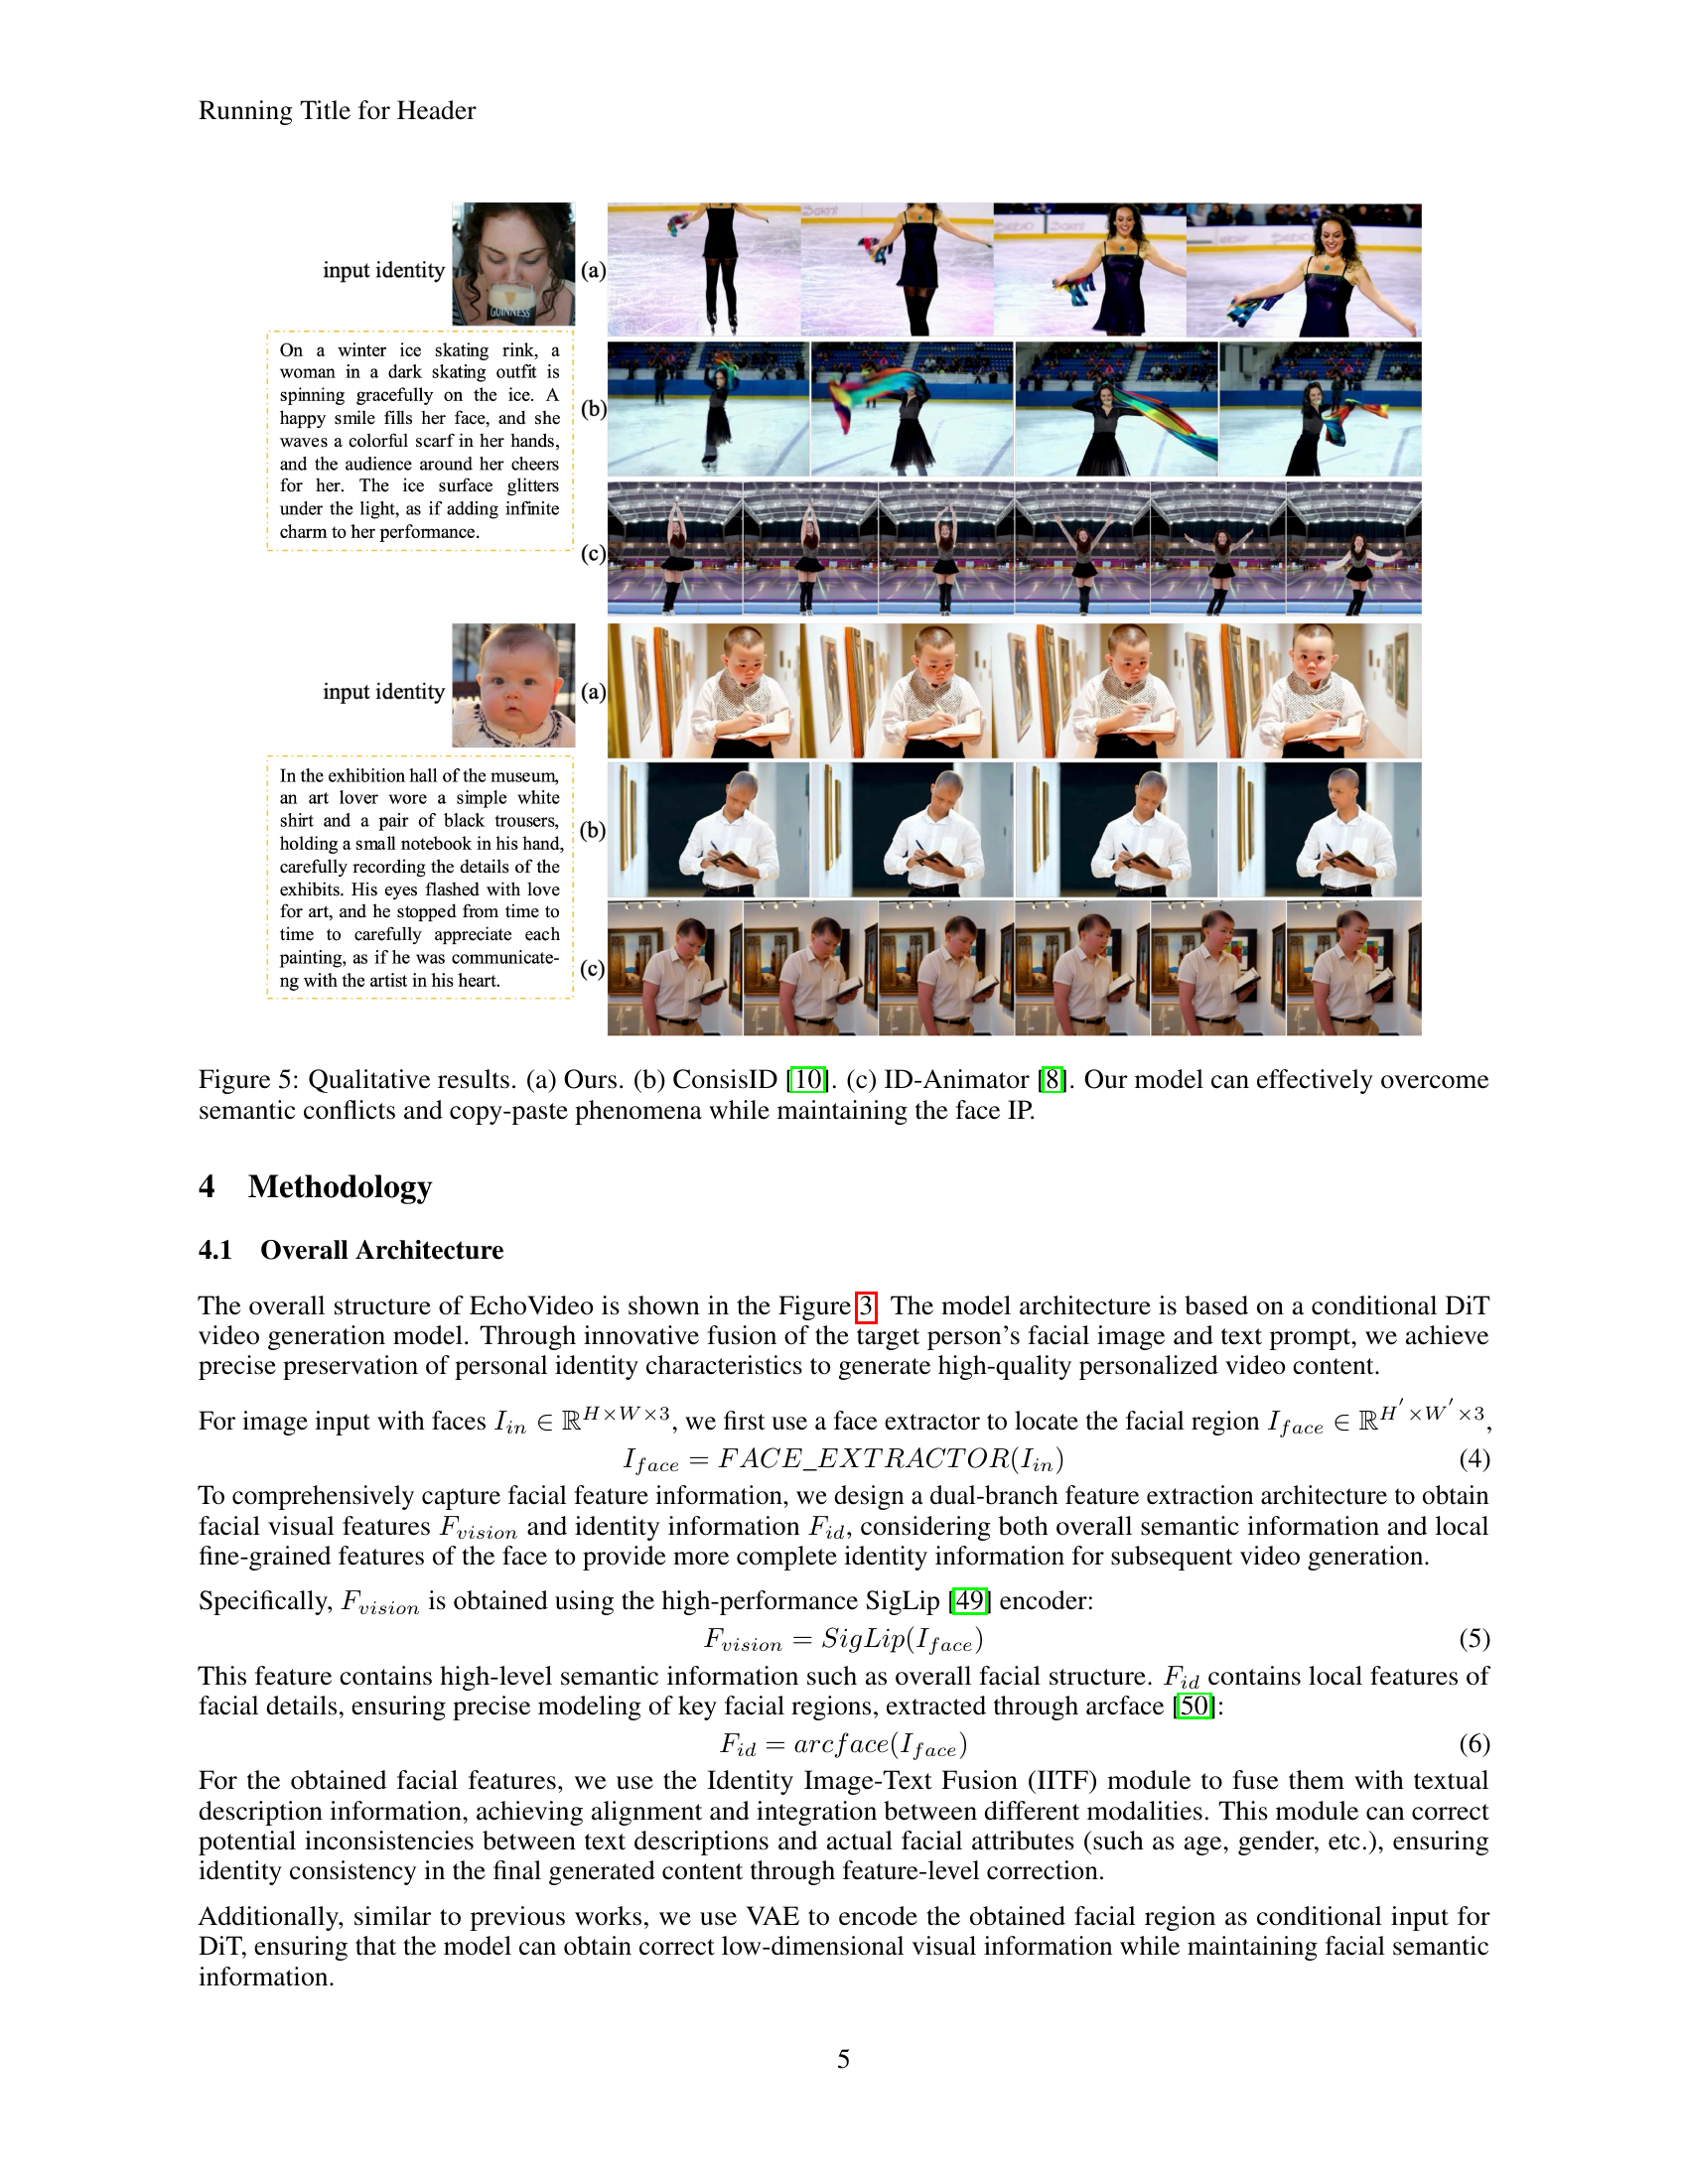 Running Title for Header
input identity
GUINNESS
(a)
On a winter ice skating rink, a
woman in a dark skating outfit is
spinning gracefully on the ice. A
happy smile fills her face, and she
waves a colorful scarf in her hands,
and the audience around her cheers
for her. The ice surface glitters
under the light, as if adding infinite
charm to her performance.
(b)
(c)
input identity
(a)
In the exhibition hall of the museum,
an art lover wore a simple white
shirt and a pair of black trousers,
holding a small notebook in his hand,
carefully recording the details of the
exhibits. His eyes flashed with love
for art, and he stopped from time to
time to carefully appreciate each
painting, as if he was communicate-
ng with the artist in his heart.
(b)
(c)
Figure 5: Qualitative results. (a) Ours. (b) ConsisID [10]. (c) ID-Animator [8]. Our model can effectively overcome
semantic conflicts and copy-paste phenomena while maintaining the face IP.
4 Methodology
4.1 Overall Architecture
The overall structure of EchoVideo is shown in the Figure 3 The model architecture is based on a conditional DiT
video generation model. Through innovative fusion of the target person's facial image and text prompt, we achieve
precise preservation of personal identity characteristics to generate high-quality personalized video content.
For image input with faces I_{in} ∈ ℝ^{H×W×3}, we first use a face extractor to locate the facial region I_{face} ∈ ℝ^{H′×W′×3},
I_{face} = FACE_EXTRACTOR(I_{in}) (4)
To comprehensively capture facial feature information, we design a dual-branch feature extraction architecture to obtain
facial visual features F_{vision} and identity information F_{id}, considering both overall semantic information and local
fine-grained features of the face to provide more complete identity information for subsequent video generation.
Specifically, F_{vision} is obtained using the high-performance SigLip [49] encoder:
F_{vision} = SigLip(I_{face}) (5)
This feature contains high-level semantic information such as overall facial structure. F_{id} contains local features of
facial details, ensuring precise modeling of key facial regions, extracted through arcface [50]:
F_{id} = arcface(I_{face}) (6)
For the obtained facial features, we use the Identity Image-Text Fusion (IITF) module to fuse them with textual
description information, achieving alignment and integration between different modalities. This module can correct
potential inconsistencies between text descriptions and actual facial attributes (such as age, gender, etc.), ensuring
identity consistency in the final generated content through feature-level correction.
Additionally, similar to previous works, we use VAE to encode the obtained facial region as conditional input for
DiT, ensuring that the model can obtain correct low-dimensional visual information while maintaining facial semantic
information.
5